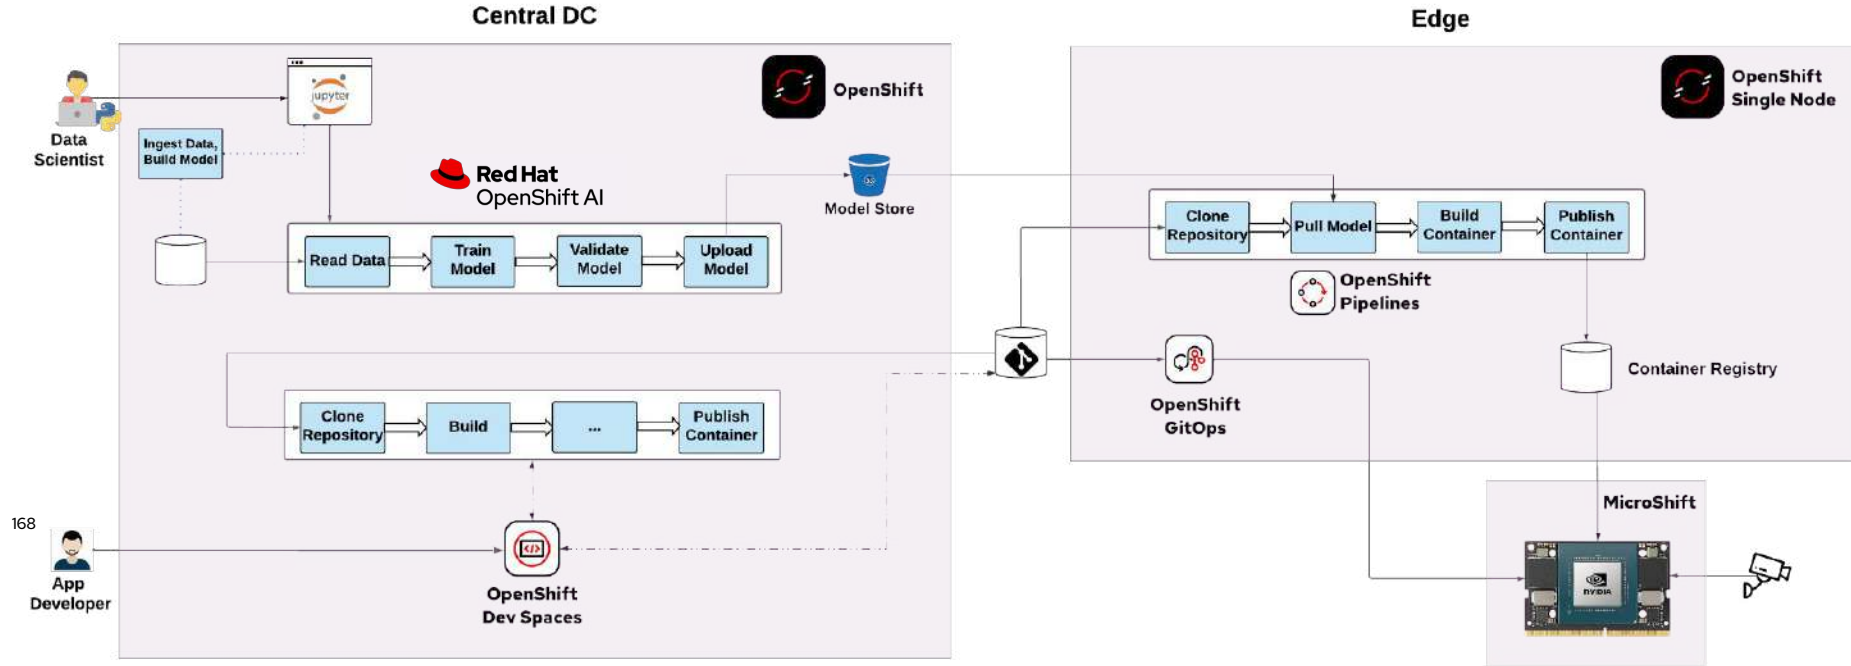 Central DC
Edge
OpenShift
OpenShift
Single Node
jupyter
Data
Scientist
Ingest Data,
Build Model
Red Hat
OpenShift AI
Model Store
Read Data
Train
Model
Validate
Model
Upload
Model
Clone
Repository
Pull Model
Build
Container
Publish
Container
OpenShift
Pipelines
OpenShift
GitOps
Container Registry
Clone
Repository
Build
...
Publish
Container
168
App
Developer
</>
OpenShift
Dev Spaces
MicroShift
NVIDIA